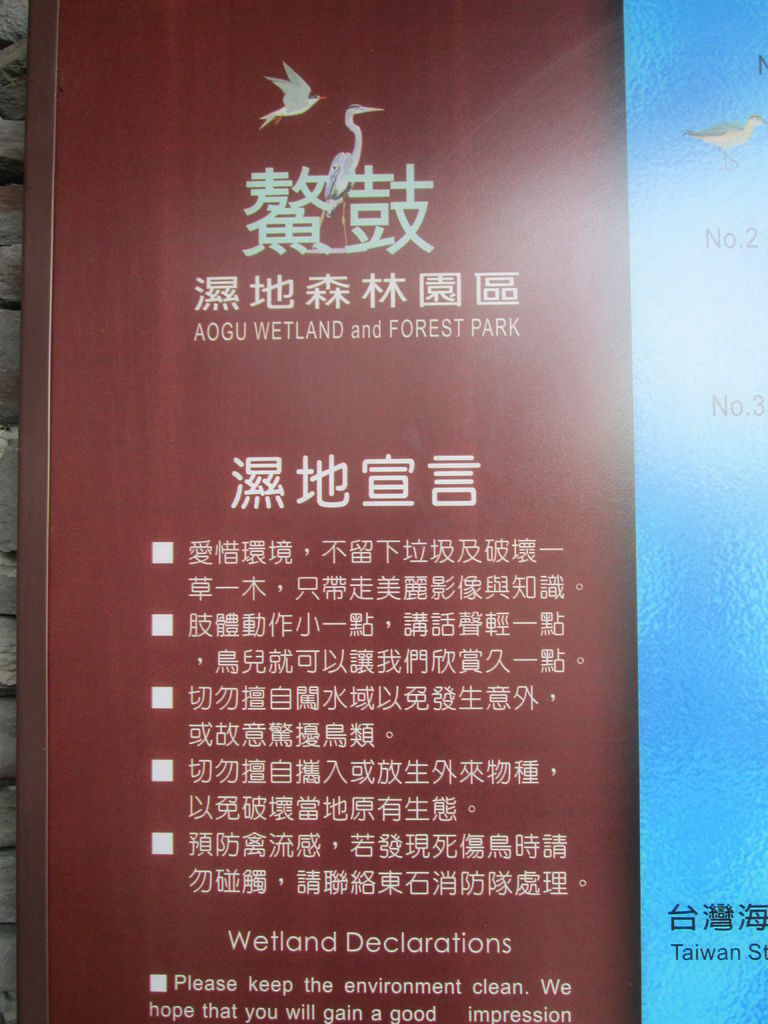 鰲鼓
濕地森林園區
AOGU WETLAND and FOREST PARK
濕地宣言
■ 愛惜環境，不留下垃圾及破壞一
草一木，只帶走美麗影像與知識。
■ 肢體動作小一點，講話聲輕一點
，鳥兒就可以讓我們欣賞久一點。
■ 切勿擅自闖水域以免發生意外，
或故意驚擾鳥類。
■ 切勿擅自攜入或放生外來物種，
以免破壞當地原有生態。
■ 預防禽流感，若發現死傷鳥時請
勿碰觸，請聯絡東石消防隊處理。
Wetland Declarations
■ Please keep the environment clean. We
hope that you will gain a good impression
No.2
No.3
台灣海
Taiwan St